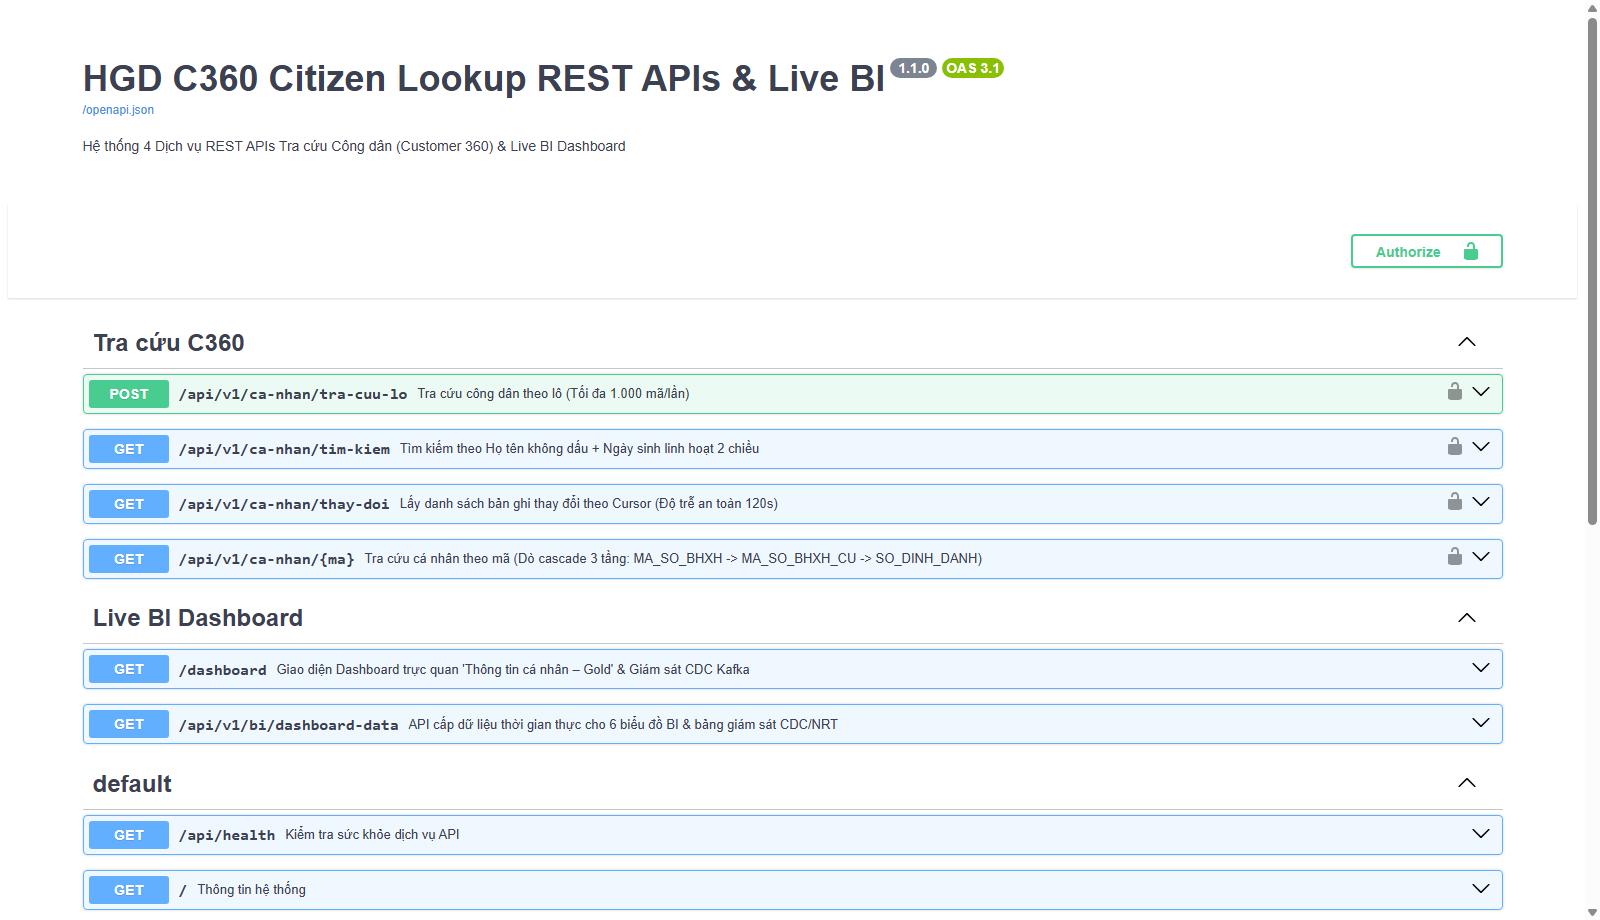 HGD C360 Citizen Lookup REST APIs & Live BI 1.1.0 OAS 3.1
/openapi.json
Hệ thống 4 Dịch vụ REST APIs Tra cứu Công dân (Customer 360) & Live BI Dashboard
Authorize
Tra cứu C360
POST /api/v1/ca-nhan/tra-cuu-lo Tra cứu công dân theo lô (Tối đa 1.000 mã/lần)
GET /api/v1/ca-nhan/tim-kiem Tìm kiếm theo Họ tên không dấu + Ngày sinh linh hoạt 2 chiều
GET /api/v1/ca-nhan/thay-doi Lấy danh sách bản ghi thay đổi theo Cursor (Độ trễ an toàn 120s)
GET /api/v1/ca-nhan/{ma} Tra cứu cá nhân theo mã (Dò cascade 3 tầng: MA_SO_BHXH -> MA_SO_BHXH_CU -> SO_DINH_DANH)
Live BI Dashboard
GET /dashboard Giao diện Dashboard trực quan 'Thông tin cá nhân – Gold' & Giám sát CDC Kafka
GET /api/v1/bi/dashboard-data API cấp dữ liệu thời gian thực cho 6 biểu đồ BI & bảng giám sát CDC/NRT
default
GET /api/health Kiểm tra sức khỏe dịch vụ API
GET / Thông tin hệ thống